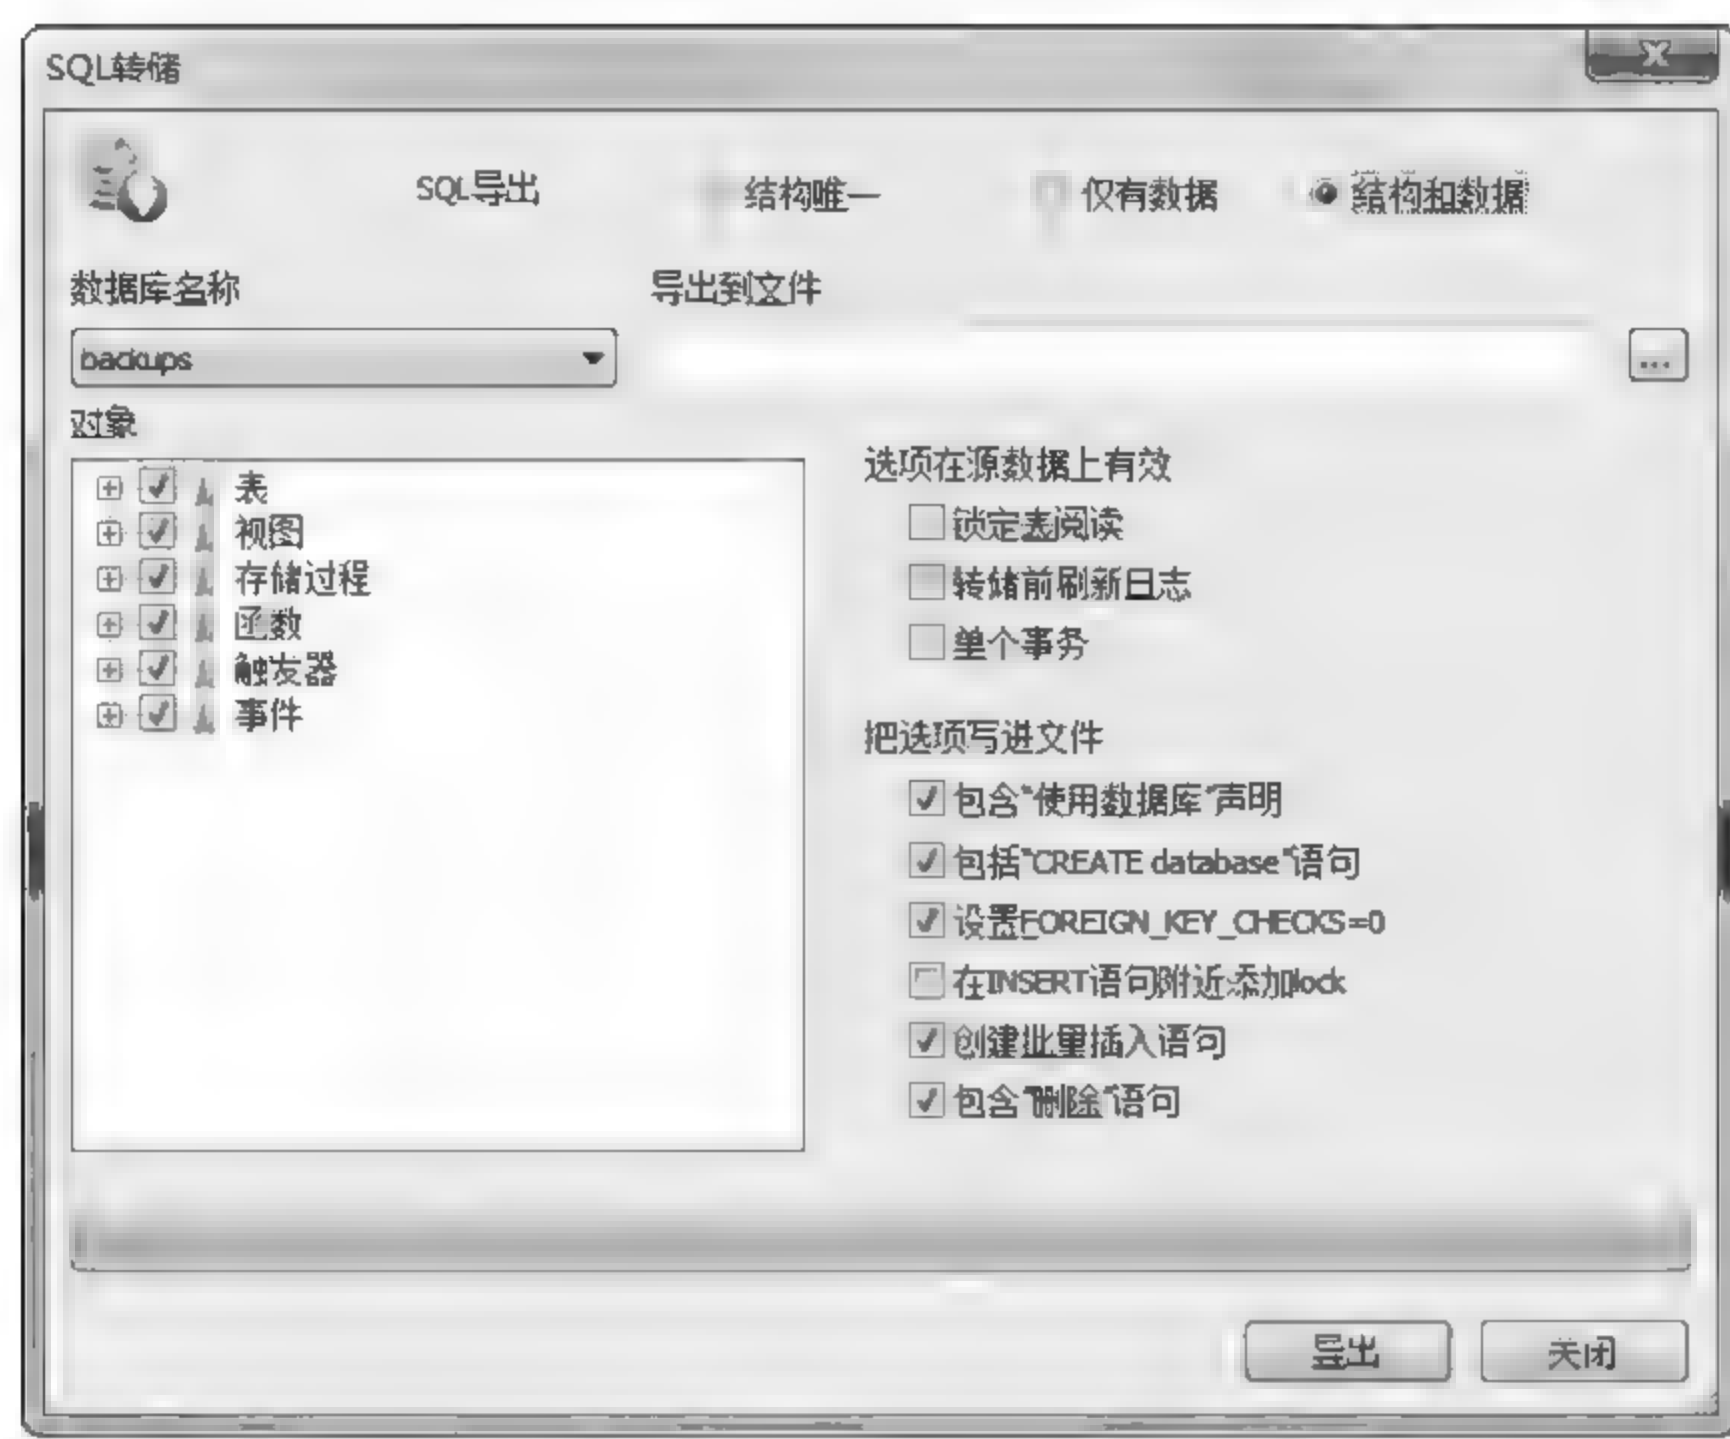 SQL转储
SQL导出 结构唯一 仅有数据 结构和数据
数据库名称 导出到文件
backups ...
对象
表
视图
存储过程
函数
触发器
事件
选项在源数据上有效
锁定表阅读
转储前刷新日志
单个事务
把选项写进文件
包含"使用数据库"声明
包括"CREATE database"语句
设置FOREIGN_KEY_CHECKS=0
在INSERT语句附近添加lock
创建批量插入语句
包含"删除"语句
导出 关闭